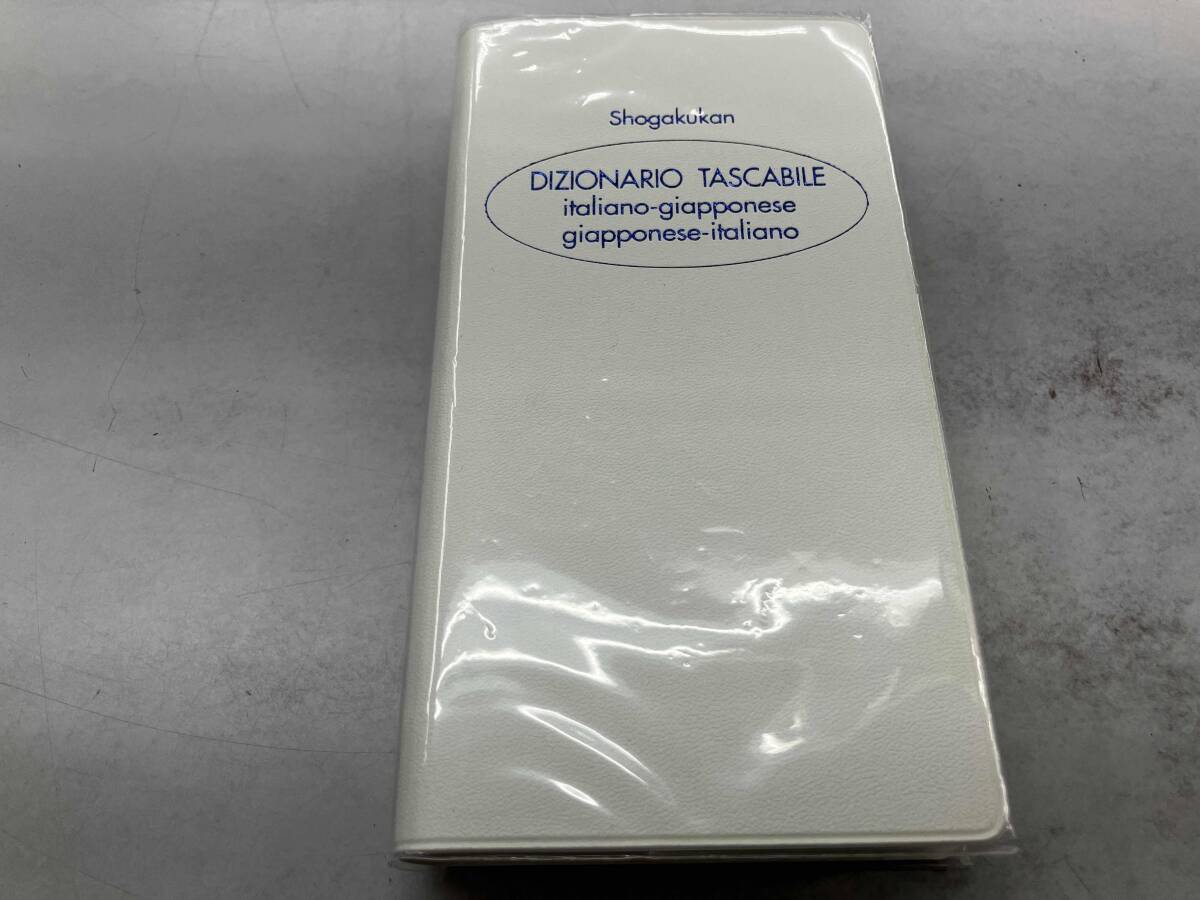 Shogakukan
DIZIONARIO TASCABILE
italiano-giapponese
giapponese-italiano